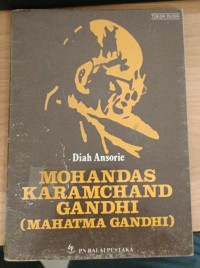 Diah Ansorie
MOHANDAS
KARAMCHAND
GANDHI
(MAHATMA GANDHI)
PN BALAI PUSTAKA